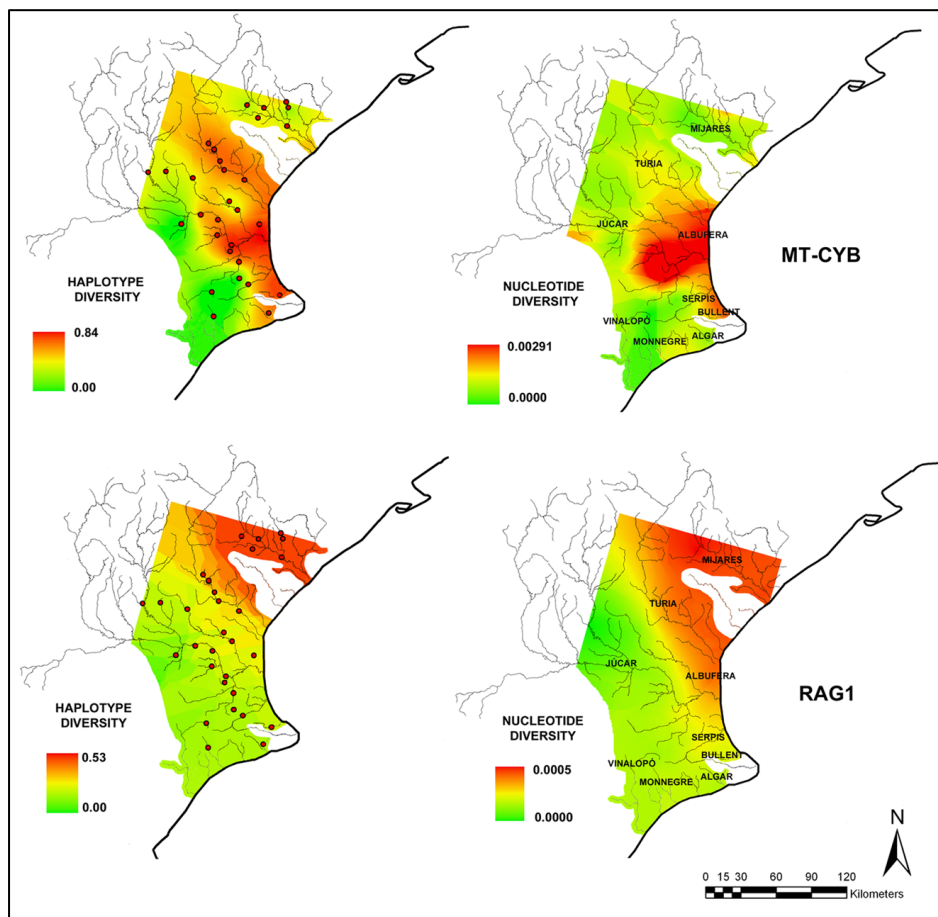 MIJARES
TURIA
JÚCAR
ALBUFERA
MT-CYB
HAPLOTYPE
DIVERSITY
0.84
0.00
NUCLEOTIDE
DIVERSITY
0.00291
0.0000
SERPIS
BULLENT
VINALOPÓ
MONNEGRE
ALGAR
MIJARES
TURIA
JÚCAR
ALBUFERA
RAG1
HAPLOTYPE
DIVERSITY
0.53
0.00
NUCLEOTIDE
DIVERSITY
0.0005
0.0000
SERPIS
BULLENT
VINALOPÓ
MONNEGRE
ALGAR
N
0 15 30 60 90 120
Kilometers